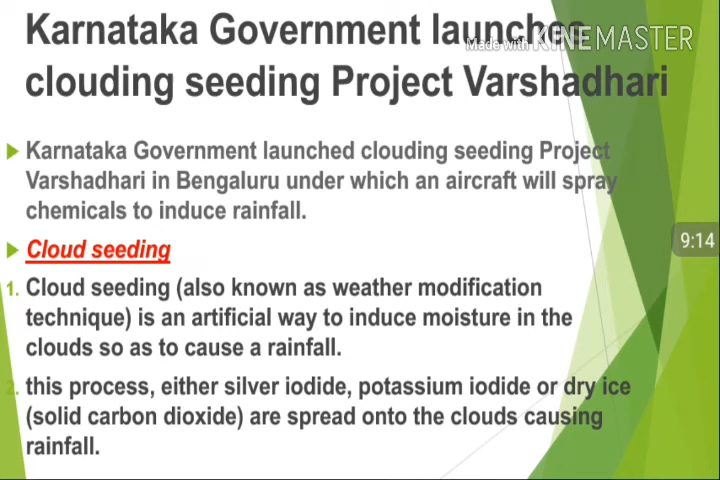 Karnataka Government launches
Made with KINEMASTER
clouding seeding Project Varshadhari
Karnataka Government launched clouding seeding Project
Varshadhari in Bengaluru under which an aircraft will spray
chemicals to induce rainfall.
9:14
Cloud seeding
1. Cloud seeding (also known as weather modification
technique) is an artificial way to induce moisture in the
clouds so as to cause a rainfall.
2. this process, either silver iodide, potassium iodide or dry ice
(solid carbon dioxide) are spread onto the clouds causing
rainfall.